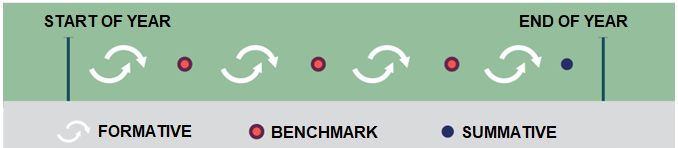 START OF YEAR
END OF YEAR
FORMATIVE
BENCHMARK
SUMMATIVE